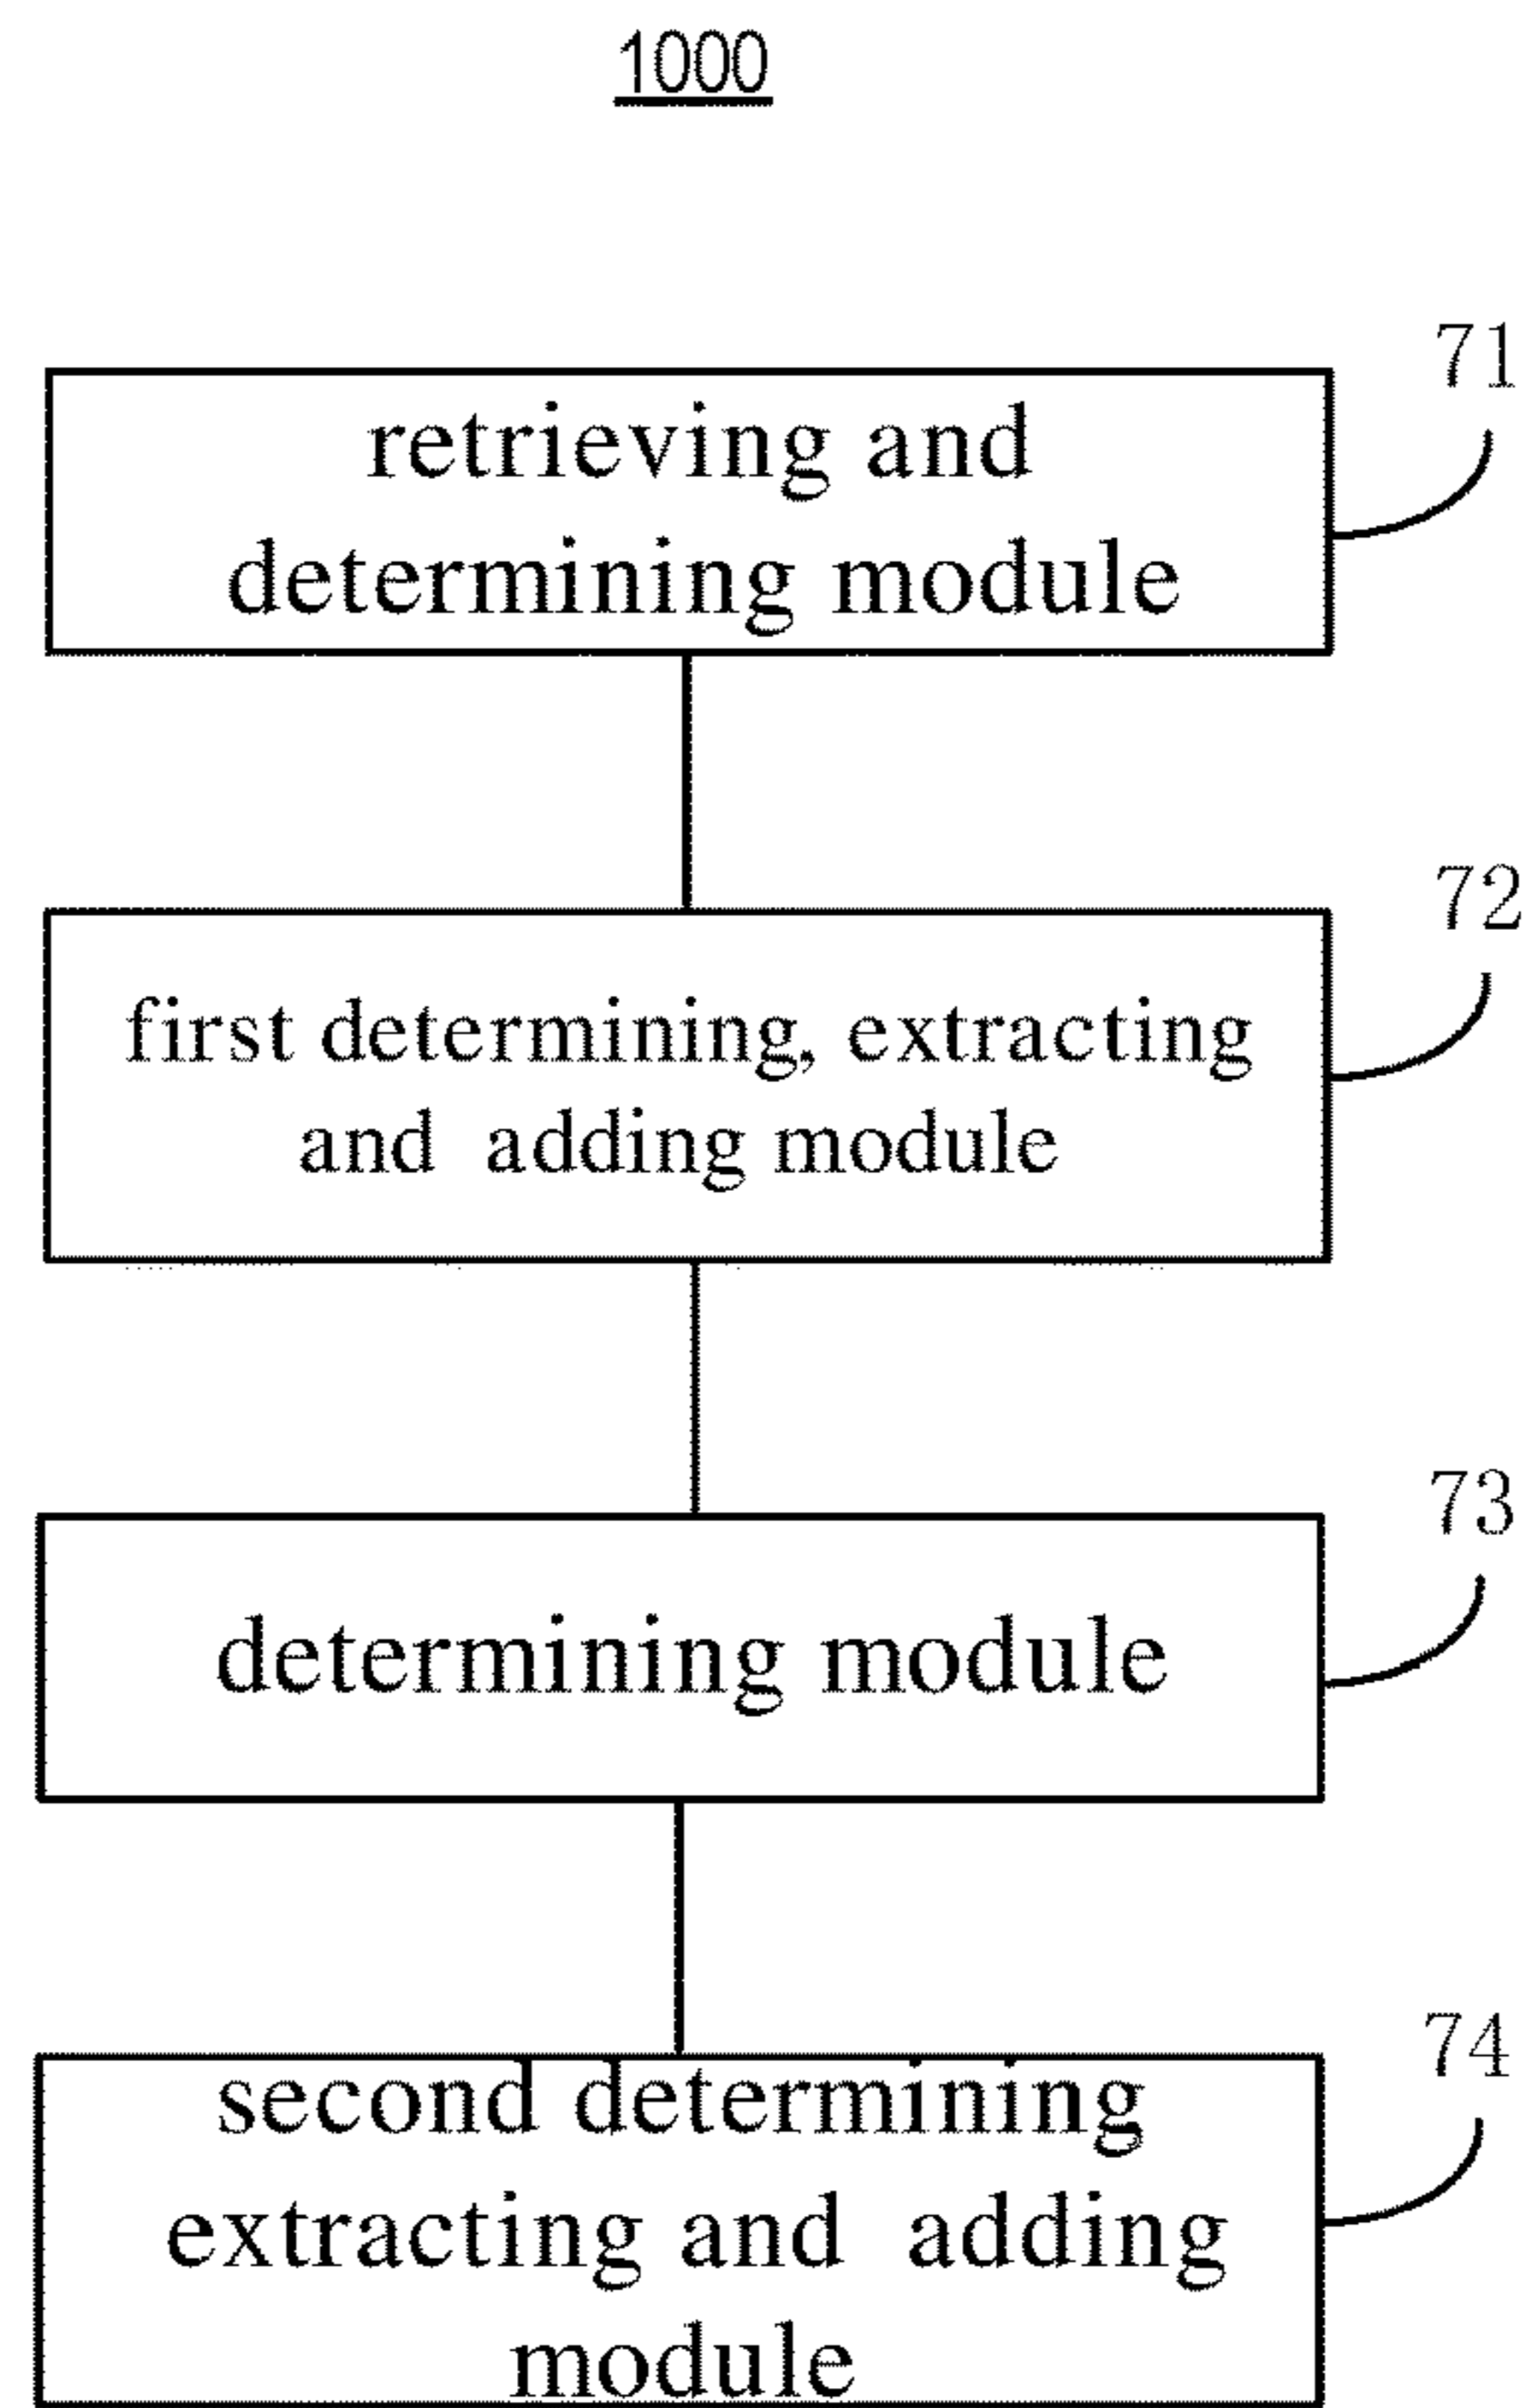 1000
71
retrieving and
determining module
72
first determining, extracting
and adding module
73
determining module
74
second determining
extracting and adding
module